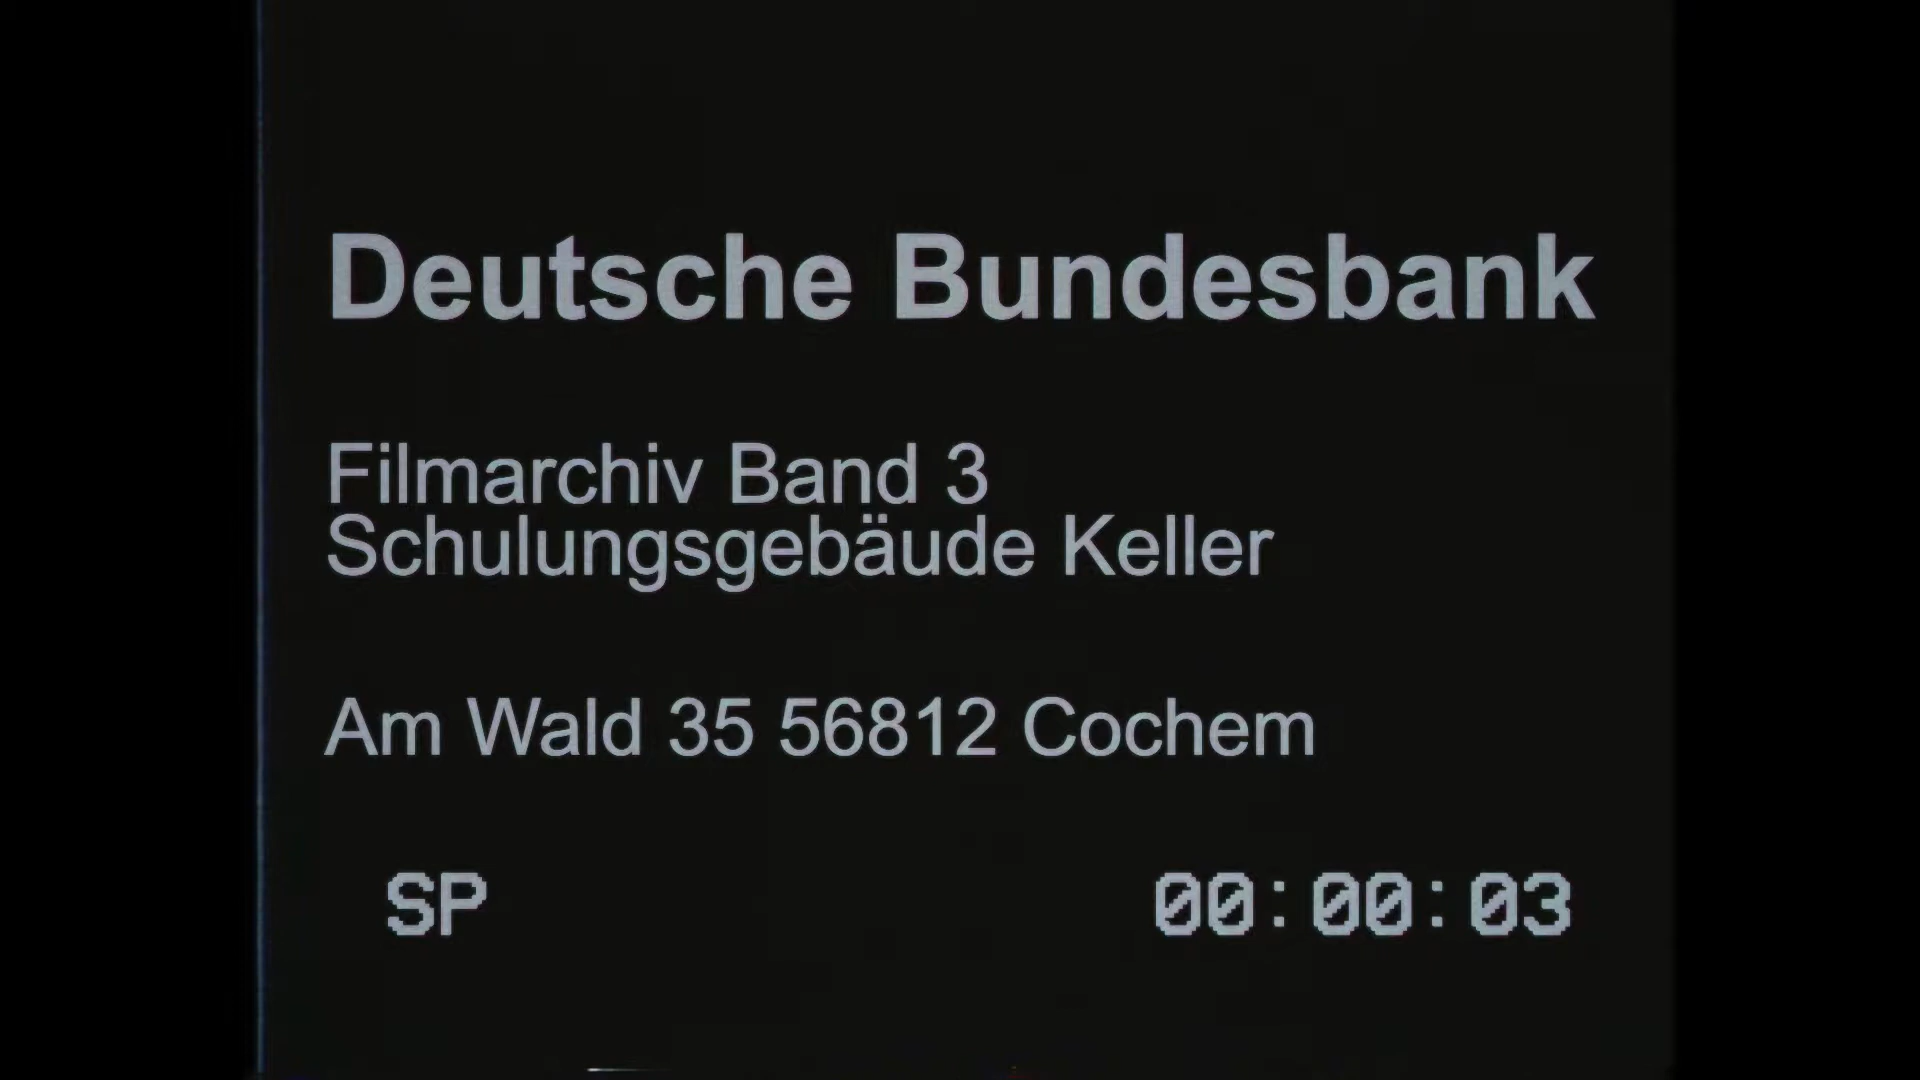 Deutsche Bundesbank
Filmarchiv Band 3
Schulungsgebäude Keller
Am Wald 35 56812 Cochem
SP 00:00:03